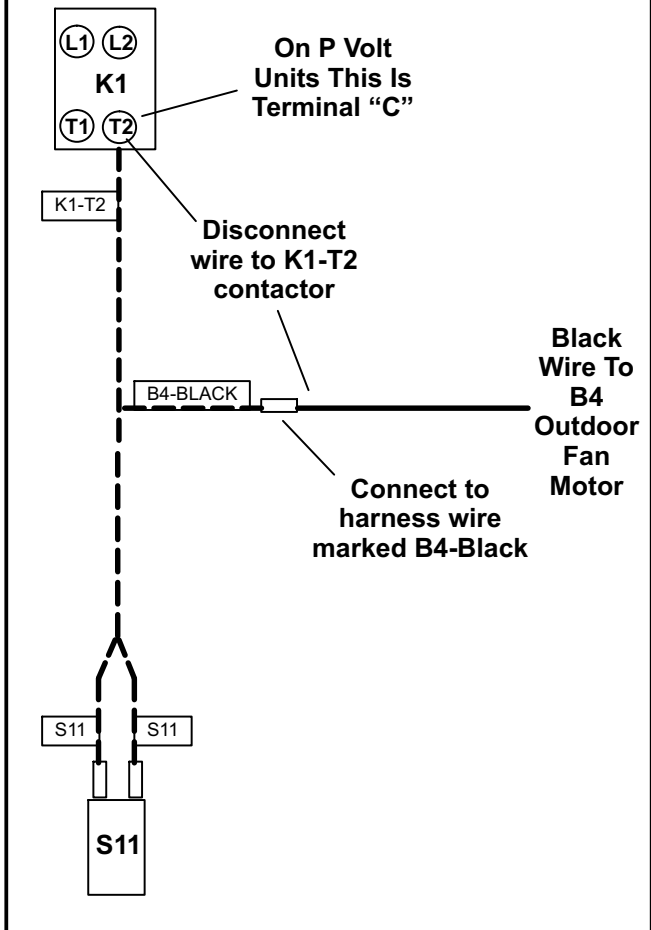 L1 L2
K1
T1 T2
On P Volt
Units This Is
Terminal “C”
K1-T2
Disconnect
wire to K1-T2
contactor
B4-BLACK
Black
Wire To
B4
Outdoor
Fan
Motor
Connect to
harness wire
marked B4-Black
S11 S11
S11